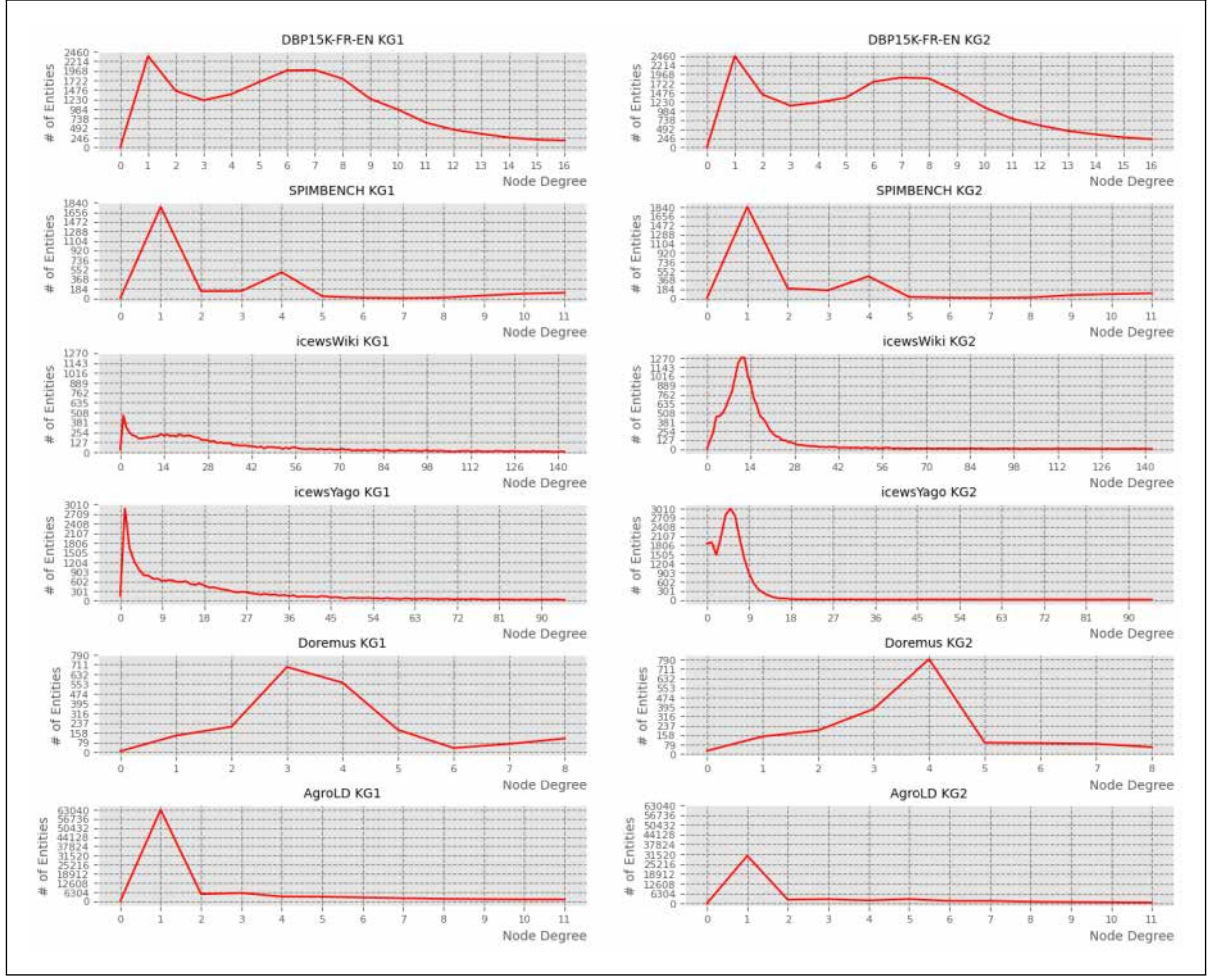 DBP15K-FR-EN KG1
# of Entities
2460
2214
1968
1722
1476
1230
984
738
492
246
0
0 1 2 3 4 5 6 7 8 9 10 11 12 13 14 15 16
Node Degree
DBP15K-FR-EN KG2
# of Entities
2460
2214
1968
1722
1476
1230
984
738
492
246
0
0 1 2 3 4 5 6 7 8 9 10 11 12 13 14 15 16
Node Degree
SPIMBENCH KG1
# of Entities
1840
1656
1472
1288
1104
920
736
552
368
184
0
0 1 2 3 4 5 6 7 8 9 10 11
Node Degree
SPIMBENCH KG2
# of Entities
1840
1656
1472
1288
1104
920
736
552
368
184
0
0 1 2 3 4 5 6 7 8 9 10 11
Node Degree
icewsWiki KG1
# of Entities
1270
1143
1016
889
762
635
508
381
254
127
0
0 14 28 42 56 70 84 98 112 126 140
Node Degree
icewsWiki KG2
# of Entities
1270
1143
1016
889
762
635
508
381
254
127
0
0 14 28 42 56 70 84 98 112 126 140
Node Degree
icewsYago KG1
# of Entities
3010
2709
2408
2107
1806
1505
1204
903
602
301
0
0 9 18 27 36 45 54 63 72 81 90
Node Degree
icewsYago KG2
# of Entities
3010
2709
2408
2107
1806
1505
1204
903
602
301
0
0 9 18 27 36 45 54 63 72 81 90
Node Degree
Doremus KG1
# of Entities
790
711
632
553
474
395
316
237
158
79
0
0 1 2 3 4 5 6 7 8
Node Degree
Doremus KG2
# of Entities
790
711
632
553
474
395
316
237
158
79
0
0 1 2 3 4 5 6 7 8
Node Degree
AgroLD KG1
# of Entities
63040
56736
50432
44128
37824
31520
25216
18912
12608
6304
0
0 1 2 3 4 5 6 7 8 9 10 11
Node Degree
AgroLD KG2
# of Entities
63040
56736
50432
44128
37824
31520
25216
18912
12608
6304
0
0 1 2 3 4 5 6 7 8 9 10 11
Node Degree